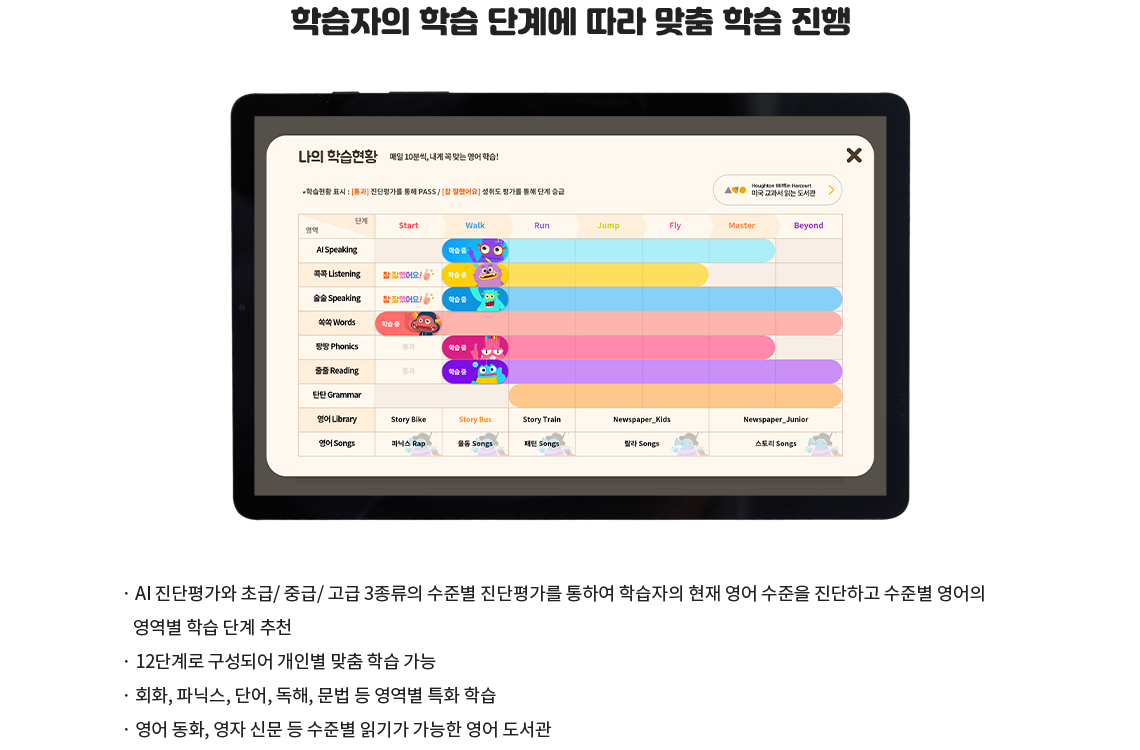 학습자의 학습 단계에 따라 맞춤 학습 진행
나의 학습현황 매일 10분씩, 내게 꼭 맞는 영어 학습!
*학습현황 표시 : [통과] 진단평가를 통해 PASS / [참 잘했어요] 성취도 평가를 통해 단계 승급
Houghton Mifflin Harcourt
미국 교과서 읽는 도서관
단계
영역
Start Walk Run Jump Fly Master Beyond
AI Speaking 학습 중
콕콕 Listening 참 잘했어요! 학습 중
술술 Speaking 참 잘했어요! 학습 중
쏙쏙 Words 학습 중
팡팡 Phonics 통과 학습 중
줄줄 Reading 통과 학습 중
탄탄 Grammar
영어 Library Story Bike Story Bus Story Train Newspaper_Kids Newspaper_Junior
영어 Songs 파닉스 Rap 율동 Songs 패턴 Songs 랄라 Songs 스토리 Songs
· AI 진단평가와 초급/ 중급/ 고급 3종류의 수준별 진단평가를 통하여 학습자의 현재 영어 수준을 진단하고 수준별 영어의
영역별 학습 단계 추천
· 12단계로 구성되어 개인별 맞춤 학습 가능
· 회화, 파닉스, 단어, 독해, 문법 등 영역별 특화 학습
· 영어 동화, 영자 신문 등 수준별 읽기가 가능한 영어 도서관